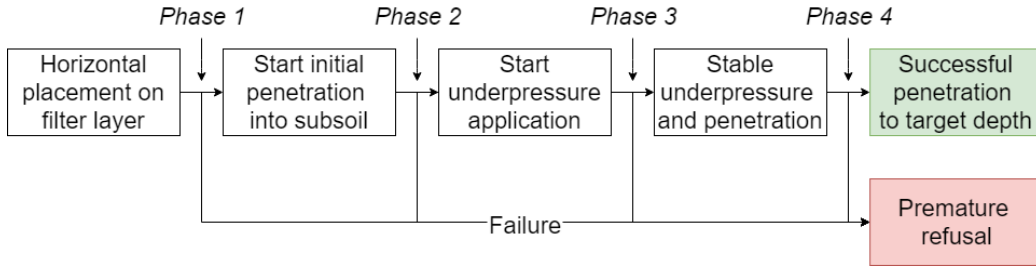 Phase 1
Phase 2
Phase 3
Phase 4
Horizontal
placement on
filter layer
Start initial
penetration
into subsoil
Start
underpressure
application
Stable
underpressure
and penetration
Successful
penetration
to target depth
Failure
Premature
refusal